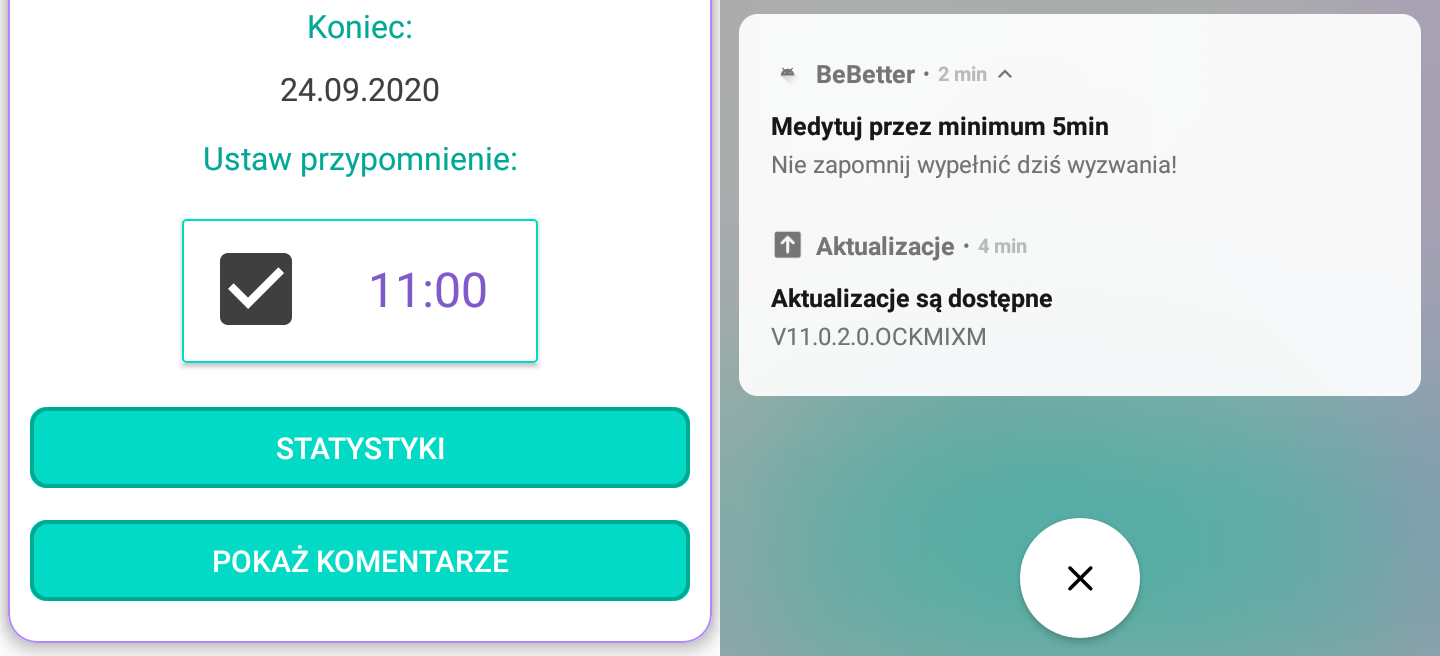 Koniec:
24.09.2020
Ustaw przypomnienie:
11:00
STATYSTYKI
POKAŻ KOMENTARZE
BeBetter • 2 min
Medytuj przez minimum 5min
Nie zapomnij wypełnić dziś wyzwania!
Aktualizacje • 4 min
Aktualizacje są dostępne
V11.0.2.0.OCKMIXM